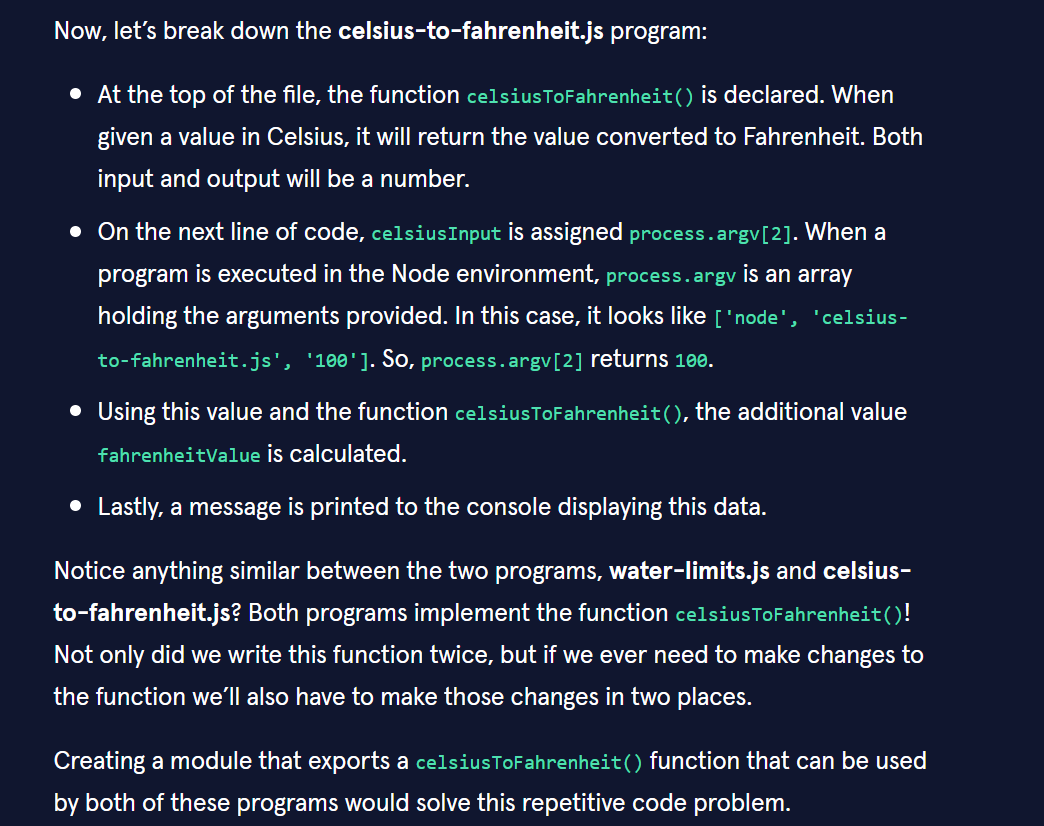 Now, let’s break down the celsius-to-fahrenheit.js program:
At the top of the file, the function celsiusToFahrenheit() is declared. When
given a value in Celsius, it will return the value converted to Fahrenheit. Both
input and output will be a number.
On the next line of code, celsiusInput is assigned process.argv[2]. When a
program is executed in the Node environment, process.argv is an array
holding the arguments provided. In this case, it looks like ['node', 'celsius-
to-fahrenheit.js', '100']. So, process.argv[2] returns 100.
Using this value and the function celsiusToFahrenheit(), the additional value
fahrenheitValue is calculated.
Lastly, a message is printed to the console displaying this data.
Notice anything similar between the two programs, water-limits.js and celsius-
to-fahrenheit.js? Both programs implement the function celsiusToFahrenheit()!
Not only did we write this function twice, but if we ever need to make changes to
the function we’ll also have to make those changes in two places.
Creating a module that exports a celsiusToFahrenheit() function that can be used
by both of these programs would solve this repetitive code problem.